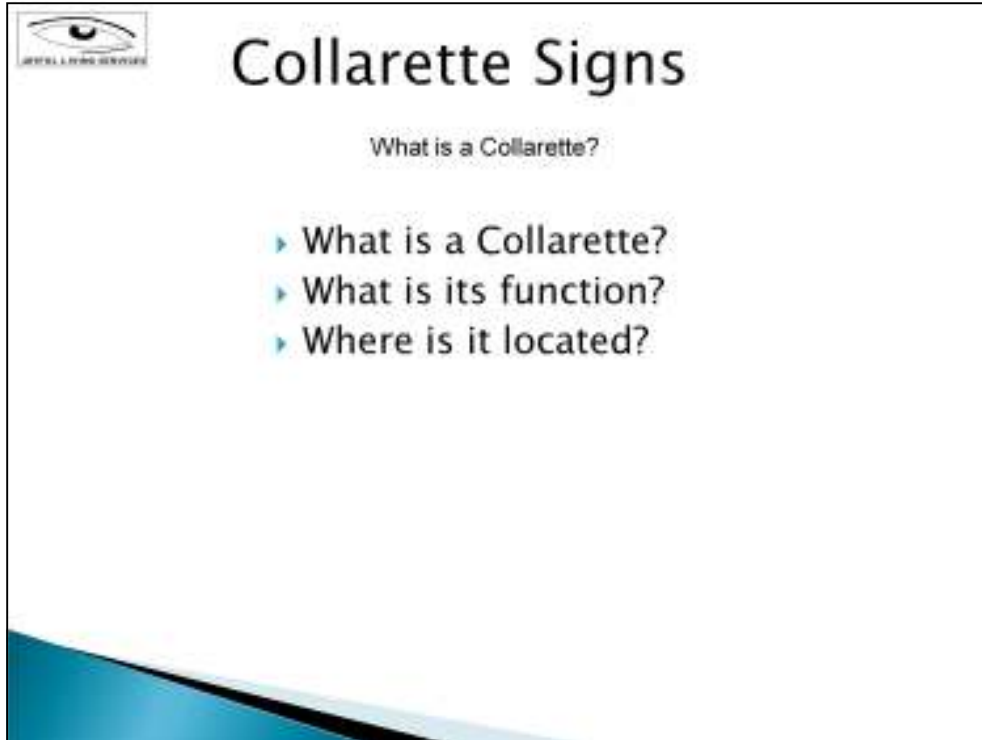 Collarette Signs
What is a Collarette?
What is a Collarette?
What is its function?
Where is it located?